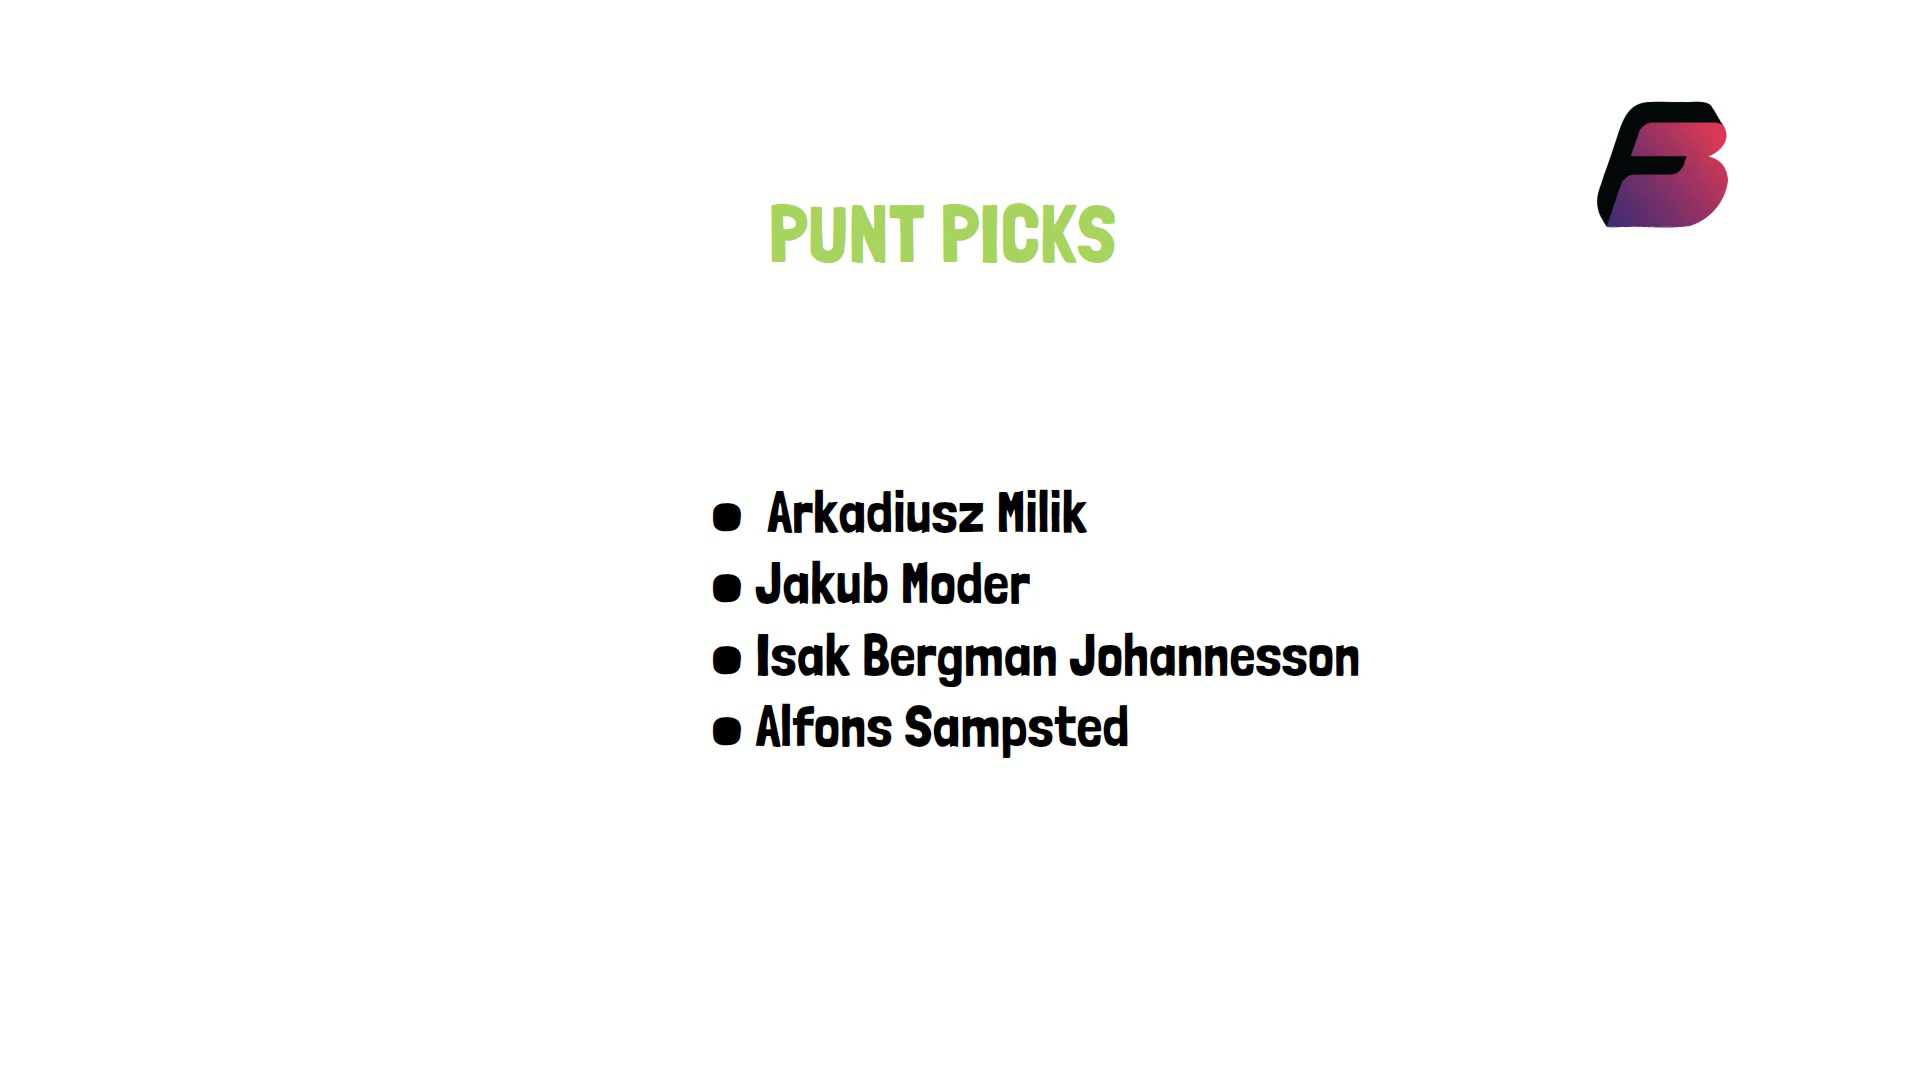 PUNT PICKS
• Arkadiusz Milik
• Jakub Moder
• Isak Bergman Johannesson
• Alfons Sampsted